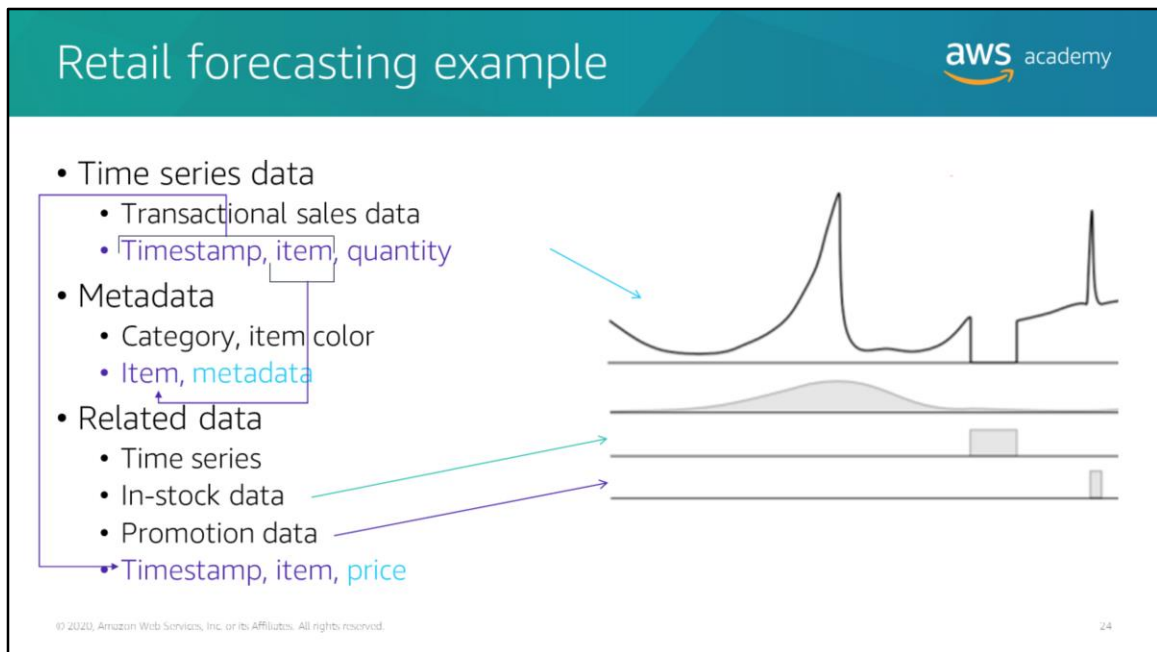 Retail forecasting example
aws academy
• Time series data
• Transactional sales data
• Timestamp, item, quantity
• Metadata
• Category, item color
• Item, metadata
• Related data
• Time series
• In-stock data
• Promotion data
• Timestamp, item, price
© 2020, Amazon Web Services, Inc. or its Affiliates. All rights reserved.
24